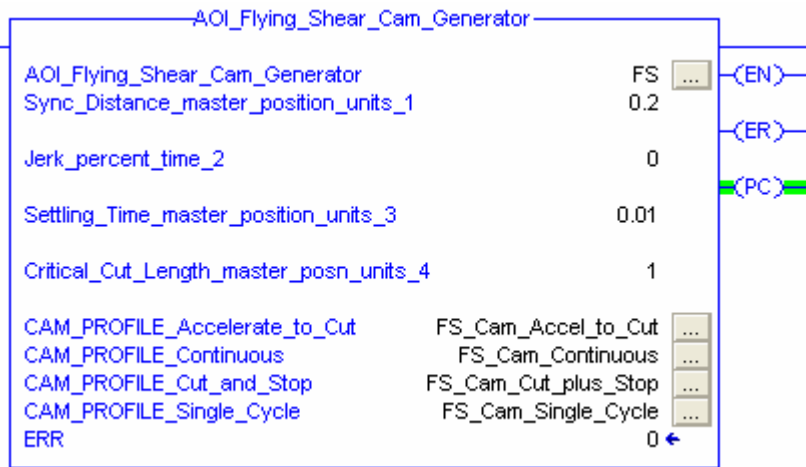 AOI_Flying_Shear_Cam_Generator
AOI_Flying_Shear_Cam_Generator FS ... (EN)
Sync_Distance_master_position_units_1 0.2
(ER)
Jerk_percent_time_2 0
(PC)
Settling_Time_master_position_units_3 0.01
Critical_Cut_Length_master_posn_units_4 1
CAM_PROFILE_Accelerate_to_Cut FS_Cam_Accel_to_Cut ...
CAM_PROFILE_Continuous FS_Cam_Continuous ...
CAM_PROFILE_Cut_and_Stop FS_Cam_Cut_plus_Stop ...
CAM_PROFILE_Single_Cycle FS_Cam_Single_Cycle ...
ERR 0